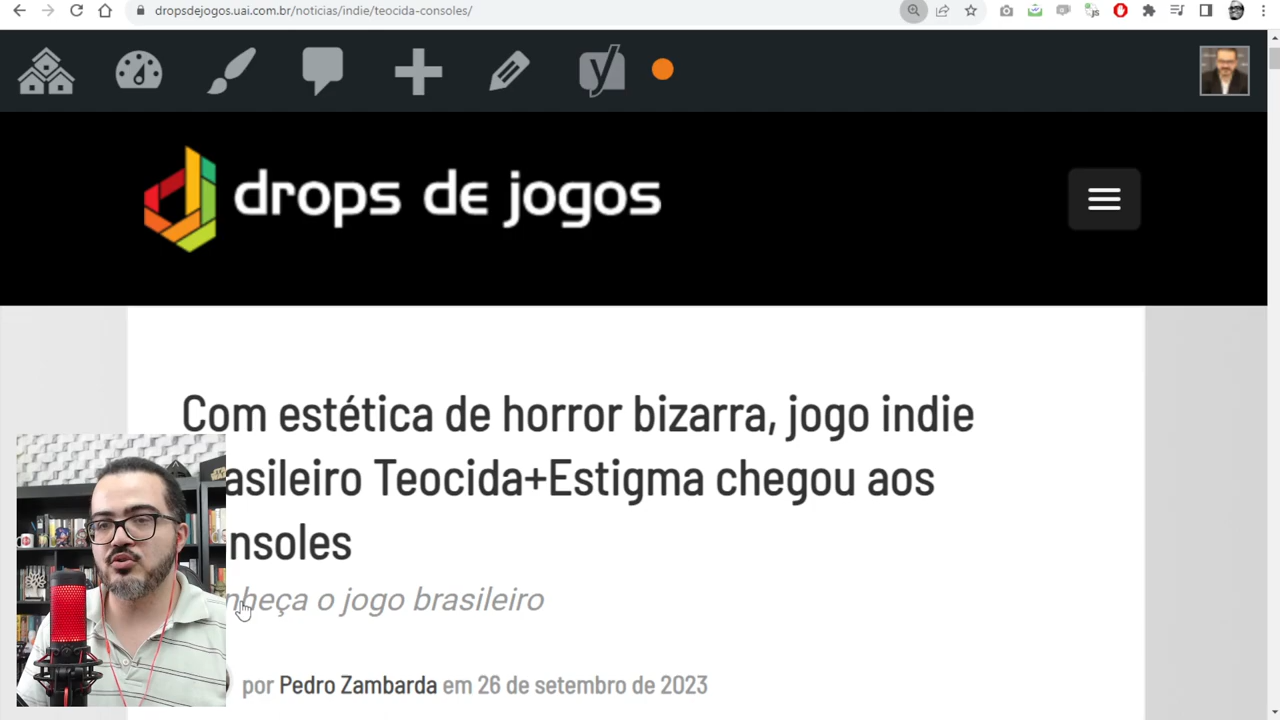 dropsdejogos.uai.com.br/noticias/indie/teocida-consoles/
drops de jogos
Com estética de horror bizarra, jogo indie
asileiro Teocida+Estigma chegou aos
nsoles
nheça o jogo brasileiro
por Pedro Zambarda em 26 de setembro de 2023